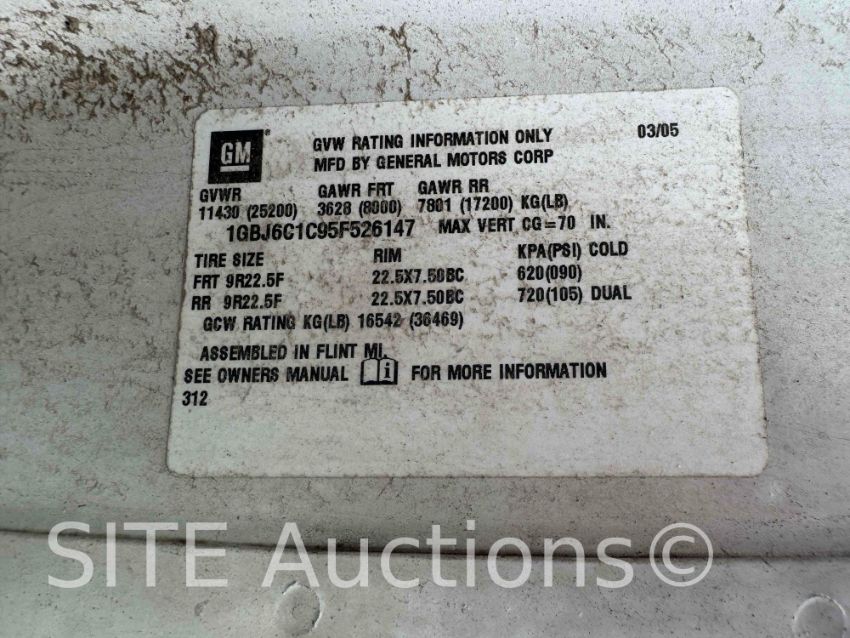 GM® GVW RATING INFORMATION ONLY 03/05
MFD BY GENERAL MOTORS CORP
GVWR GAWR FRT GAWR RR
11430 (25200) 3628 (8000) 7801 (17200) KG(LB)
1GBJ6C1C95F526147 MAX VERT CG=70 IN.
TIRE SIZE RIM KPA(PSI) COLD
FRT 9R22.5F 22.5X7.50BC 620(090)
RR 9R22.5F 22.5X7.50BC 720(105) DUAL
GCW RATING KG(LB) 16542 (36469)
ASSEMBLED IN FLINT MI.
SEE OWNERS MANUAL i FOR MORE INFORMATION
312
SITE Auctions©